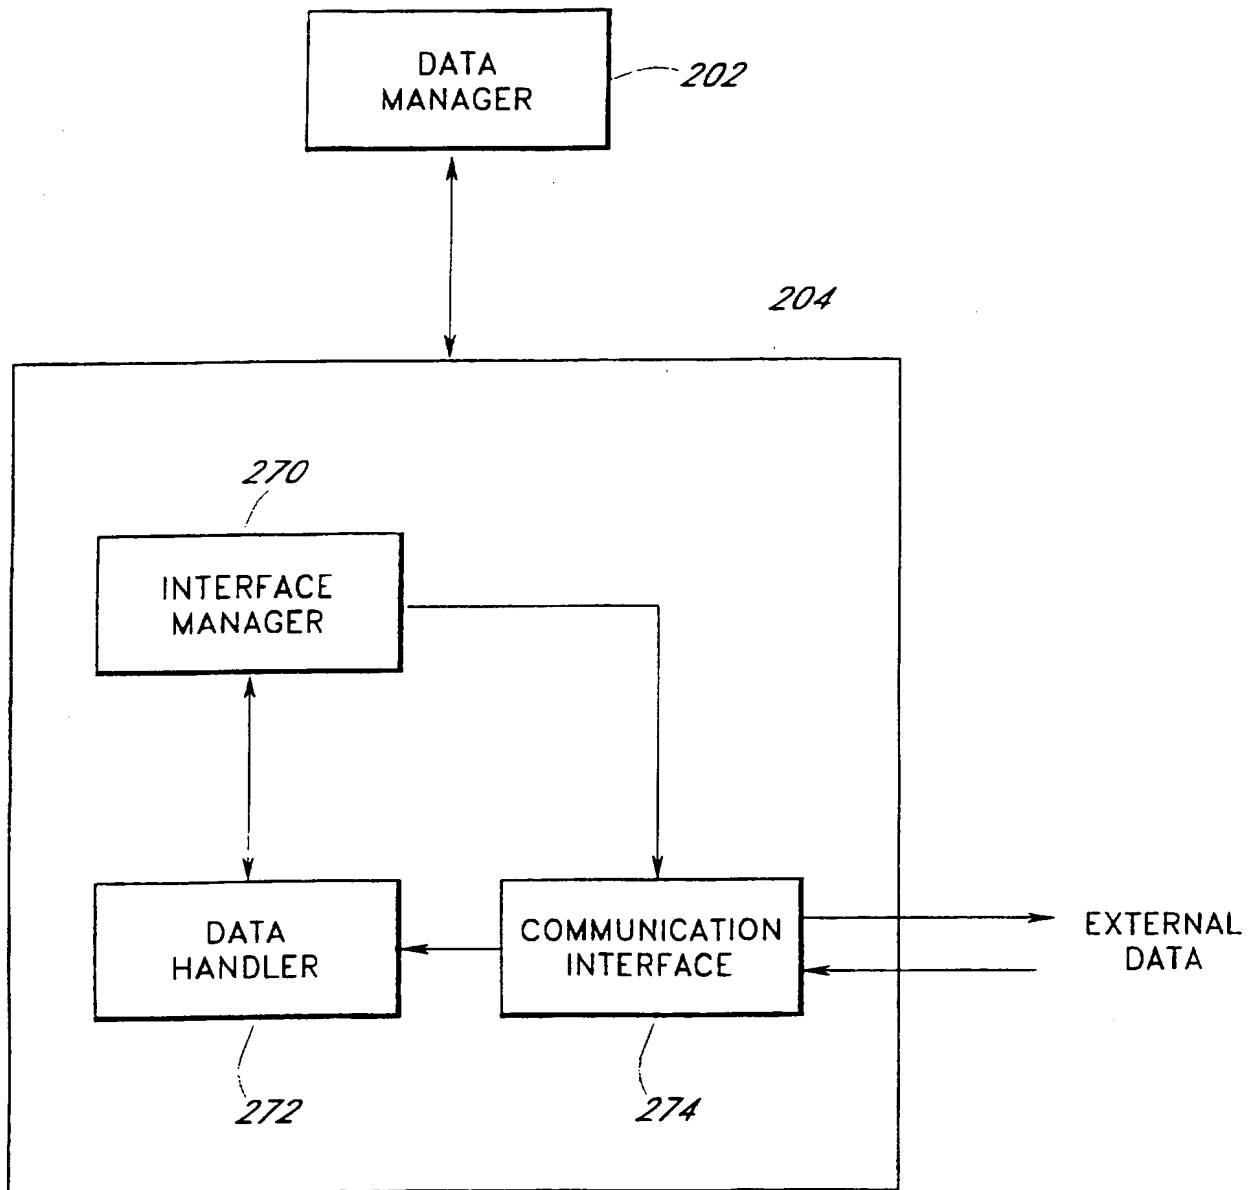 DATA
MANAGER
202
204
270
INTERFACE
MANAGER
DATA
HANDLER
COMMUNICATION
INTERFACE
EXTERNAL
DATA
272
274